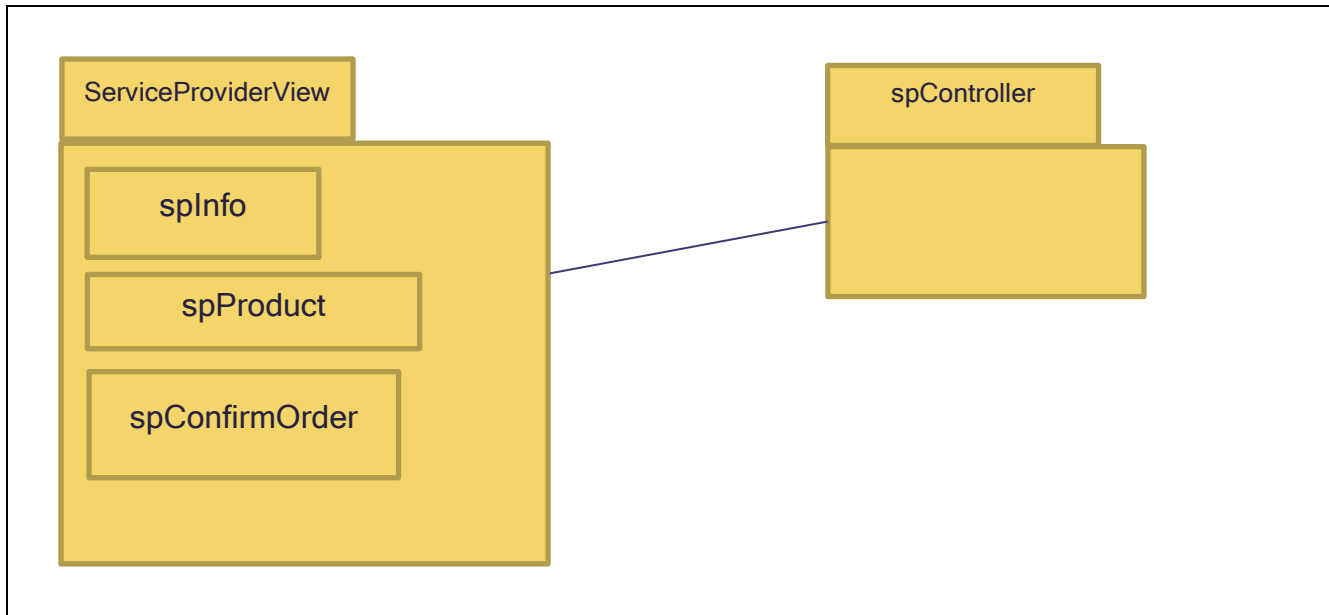 ServiceProviderView
spController
spInfo
spProduct
spConfirmOrder